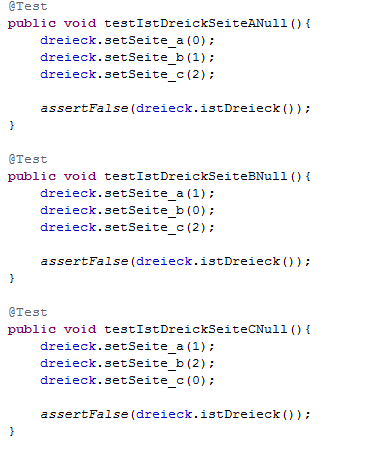 @Test
public void testIstDreickSeiteANull(){
dreieck.setSeite_a(0);
dreieck.setSeite_b(1);
dreieck.setSeite_c(2);
assertFalse(dreieck.istDreieck());
}
@Test
public void testIstDreickSeiteBNull(){
dreieck.setSeite_a(1);
dreieck.setSeite_b(0);
dreieck.setSeite_c(2);
assertFalse(dreieck.istDreieck());
}
@Test
public void testIstDreickSeiteCNull(){
dreieck.setSeite_a(1);
dreieck.setSeite_b(2);
dreieck.setSeite_c(0);
assertFalse(dreieck.istDreieck());
}